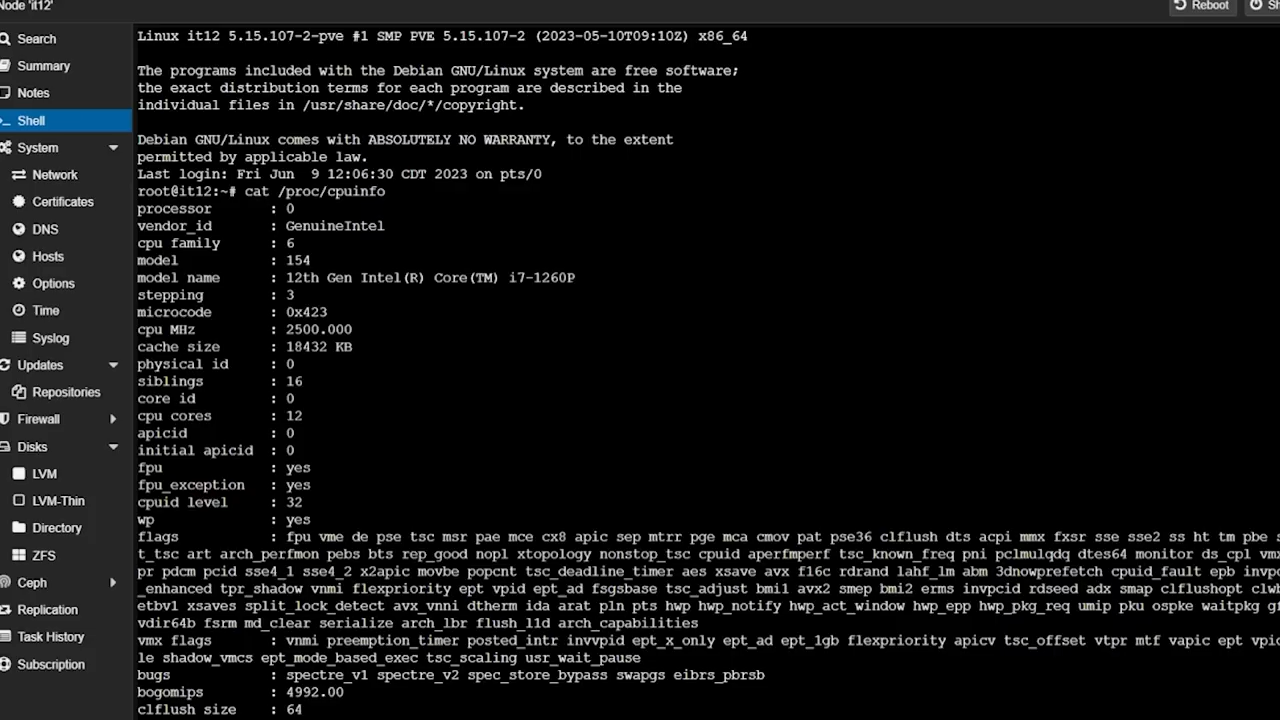 Node 'it12'
Reboot
Search
Summary
Notes
>_ Shell
System
Network
Certificates
DNS
Hosts
Options
Time
Syslog
Updates
Repositories
Firewall
Disks
LVM
LVM-Thin
Directory
ZFS
Ceph
Replication
Task History
Subscription
Linux it12 5.15.107-2-pve #1 SMP PVE 5.15.107-2 (2023-05-10T09:10Z) x86_64
The programs included with the Debian GNU/Linux system are free software;
the exact distribution terms for each program are described in the
individual files in /usr/share/doc/*/copyright.
Debian GNU/Linux comes with ABSOLUTELY NO WARRANTY, to the extent
permitted by applicable law.
Last login: Fri Jun  9 12:06:30 CDT 2023 on pts/0
root@it12:~# cat /proc/cpuinfo
processor : 0
vendor_id : GenuineIntel
cpu family : 6
model : 154
model name : 12th Gen Intel(R) Core(TM) i7-1260P
stepping : 3
microcode : 0x423
cpu MHz : 2500.000
cache size : 18432 KB
physical id : 0
siblings : 16
core id : 0
cpu cores : 12
apicid : 0
initial apicid : 0
fpu : yes
fpu_exception : yes
cpuid level : 32
wp : yes
flags : fpu vme de pse tsc msr pae mce cx8 apic sep mtrr pge mca cmov pat pse36 clflush dts acpi mmx fxsr sse sse2 ss ht tm pbe s
t_tsc art arch_perfmon pebs bts rep_good nopl xtopology nonstop_tsc cpuid aperfmperf tsc_known_freq pni pclmulqdq dtes64 monitor ds_cpl vmx
pr pdcm pcid sse4_1 sse4_2 x2apic movbe popcnt tsc_deadline_timer aes xsave avx f16c rdrand lahf_lm abm 3dnowprefetch cpuid_fault epb invpc
_enhanced tpr_shadow vnmi flexpriority ept vpid ept_ad fsgsbase tsc_adjust bmi1 avx2 smep bmi2 erms invpcid rdseed adx smap clflushopt clwb
etbv1 xsaves split_lock_detect avx_vnni dtherm ida arat pln pts hwp hwp_notify hwp_act_window hwp_epp hwp_pkg_req umip pku ospke waitpkg gf
vdir64b fsrm md_clear serialize arch_lbr flush_l1d arch_capabilities
vmx flags : vnmi preemption_timer posted_intr invvpid ept_x_only ept_ad ept_1gb flexpriority apicv tsc_offset vtpr mtf vapic ept vpid
le shadow_vmcs ept_mode_based_exec tsc_scaling usr_wait_pause
bugs : spectre_v1 spectre_v2 spec_store_bypass swapgs eibrs_pbrsb
bogomips : 4992.00
clflush size : 64